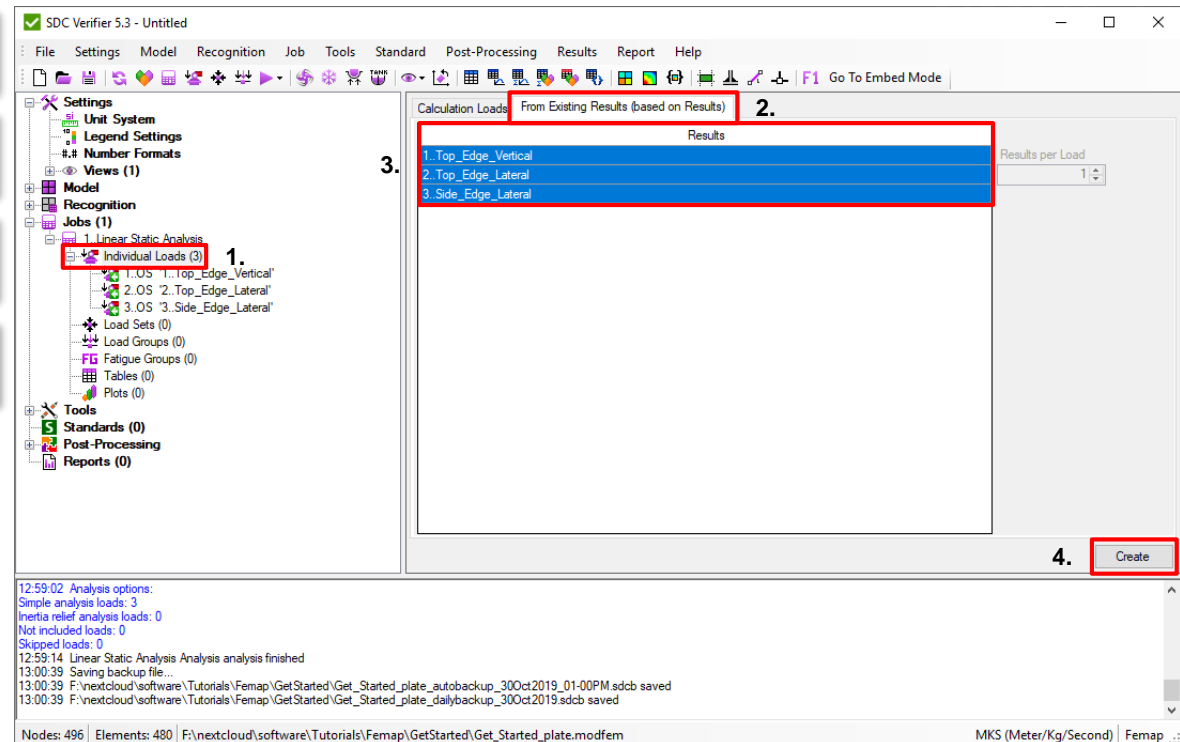 SDC Verifier 5.3 - Untitled
File Settings Model Recognition Job Tools Standard Post-Processing Results Report Help
TANK F1 Go To Embed Mode
Settings
Unit System
Legend Settings
Number Formats
Views (1)
Model
Recognition
Jobs (1)
1..Linear Static Analysis
Individual Loads (3) 1.
1..OS '1..Top_Edge_Vertical'
2..OS '2..Top_Edge_Lateral'
3..OS '3..Side_Edge_Lateral'
Load Sets (0)
Load Groups (0)
FG Fatigue Groups (0)
Tables (0)
Plots (0)
Tools
Standards (0)
Post-Processing
Reports (0)
Calculation Loads From Existing Results (based on Results) 2.
Results
3.
1..Top_Edge_Vertical
2..Top_Edge_Lateral
3..Side_Edge_Lateral
Results per Load
1
4. Create
12:59:02 Analysis options:
Simple analysis loads: 3
Inertia relief analysis loads: 0
Not included loads: 0
Skipped loads: 0
12:59:14 Linear Static Analysis Analysis analysis finished
13:00:39 Saving backup file...
13:00:39 F:\nextcloud\software\Tutorials\Femap\GetStarted\Get_Started_plate_autobackup_30Oct2019_01-00PM.sdcb saved
13:00:39 F:\nextcloud\software\Tutorials\Femap\GetStarted\Get_Started_plate_dailybackup_30Oct2019.sdcb saved
Nodes: 496 Elements: 480 F:\nextcloud\software\Tutorials\Femap\GetStarted\Get_Started_plate.modfem MKS (Meter/Kg/Second) Femap